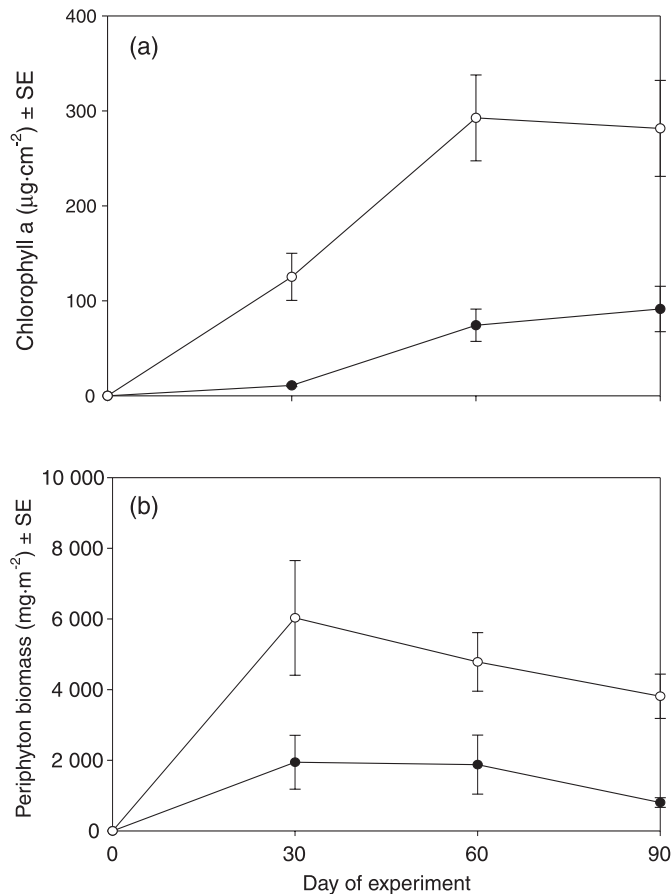 400
(a)
300
200
100
0
Chlorophyll a (μg·cm⁻²) ± SE
10 000
(b)
8 000
6 000
4 000
2 000
0
Periphyton biomass (mg·m⁻²) ± SE
0 30 60 90
Day of experiment